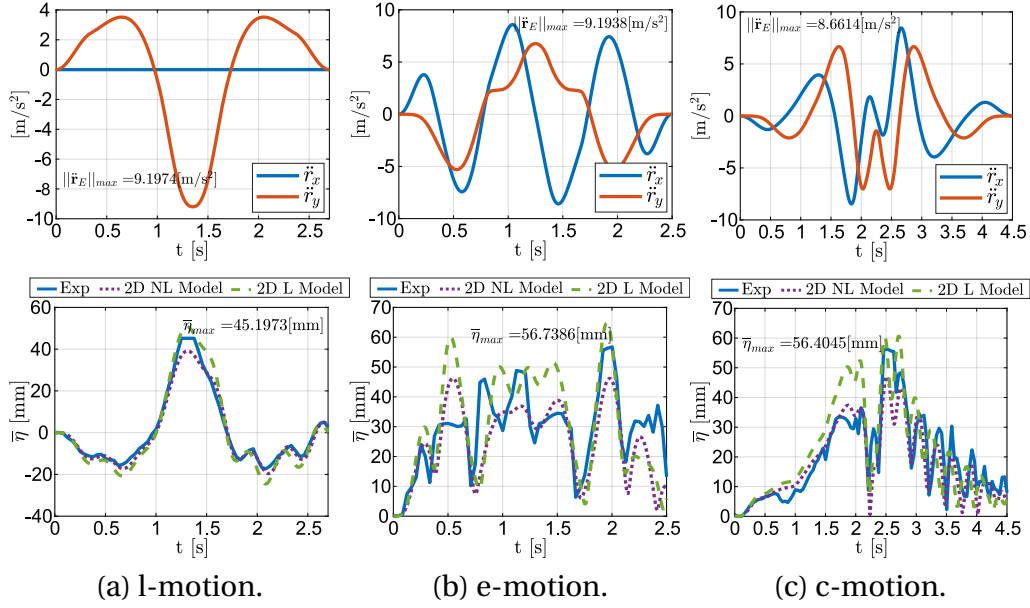 4
2
0
-2
-4
-6
-8
-10
[m/s²]
||r̈_E||_max =9.1974[m/s²]
r̈_x
r̈_y
0 0.5 1 1.5 2 2.5
t [s]
10
5
0
-5
-10
[m/s²]
||r̈_E||_max =9.1938[m/s²]
r̈_x
r̈_y
0 0.5 1 1.5 2 2.5
t [s]
10
5
0
-5
-10
[m/s²]
||r̈_E||_max =8.6614[m/s²]
r̈_x
r̈_y
0 0.5 1 1.5 2 2.5 3 3.5 4 4.5
t [s]
Exp 2D NL Model 2D L Model
60
40
20
0
-20
-40
η̅ [mm]
η̅_max =45.1973[mm]
0 0.5 1 1.5 2 2.5
t [s]
Exp 2D NL Model 2D L Model
70
60
50
40
30
20
10
0
η̅ [mm]
η̅_max =56.7386[mm]
0 0.5 1 1.5 2 2.5
t [s]
Exp 2D NL Model 2D L Model
70
60
50
40
30
20
10
0
η̅ [mm]
η̅_max =56.4045[mm]
0 0.5 1 1.5 2 2.5 3 3.5 4 4.5
t [s]
(a) l-motion.
(b) e-motion.
(c) c-motion.